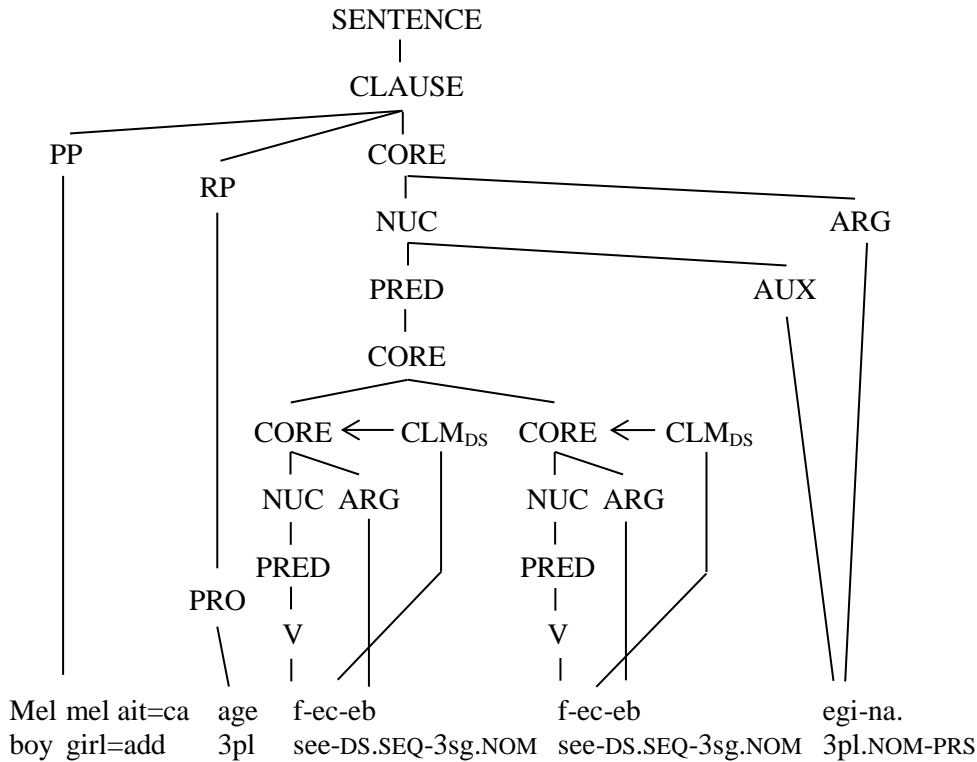 SENTENCE
CLAUSE
PP CORE
RP
NUC ARG
PRED AUX
CORE
CORE CLM_DS CORE CLM_DS
NUC ARG NUC ARG
PRED PRED
PRO
V V
Mel mel ait=ca age f-ec-eb f-ec-eb egi-na.
boy girl=add 3pl see-DS.SEQ-3sg.NOM see-DS.SEQ-3sg.NOM 3pl.NOM-PRS